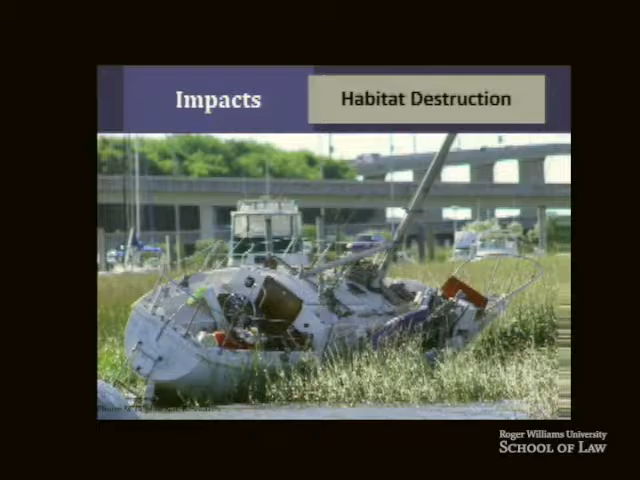 Impacts
Habitat Destruction
ROGER WILLIAMS UNIVERSITY
SCHOOL OF LAW